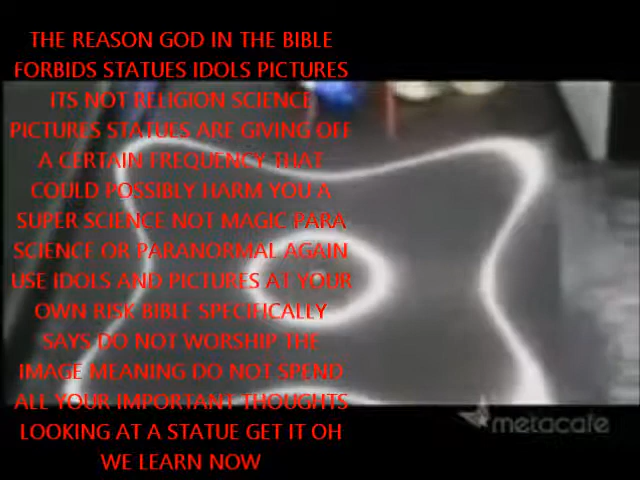 THE REASON GOD IN THE BIBLE
FORBIDS STATUES IDOLS PICTURES
ITS NOT RELIGION SCIENCE
PICTURES STATUES ARE GIVING OFF
A CERTAIN FREQUENCY THAT
COULD POSSIBLY HARM YOU A
SUPER SCIENCE NOT MAGIC PARA
SCIENCE OR PARANORMAL AGAIN
USE IDOLS AND PICTURES AT YOUR
OWN RISK BIBLE SPECIFICALLY
SAYS DO NOT WORSHIP THE
IMAGE MEANING DO NOT SPEND
ALL YOUR IMPORTANT THOUGHTS
LOOKING AT A STATUE GET IT OH
WE LEARN NOW
metacafe